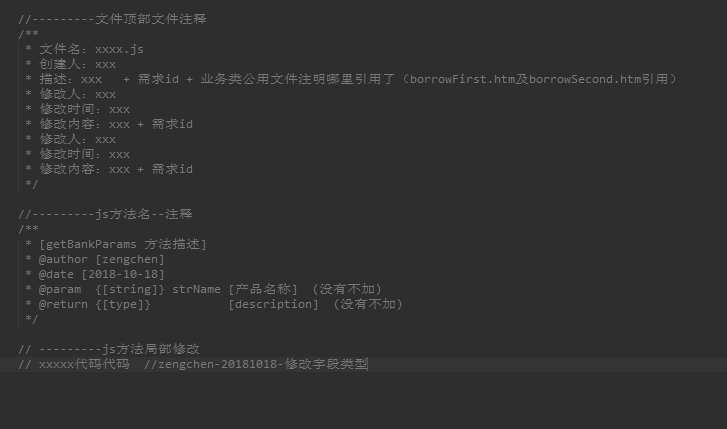 //---------文件顶部文件注释
/**
 * 文件名：xxxx.js
 * 创建人：xxx
 * 描述：xxx   + 需求id + 业务类公用文件注明哪里引用了（borrowFirst.htm及borrowSecond.htm引用）
 * 修改人：xxx
 * 修改时间：xxx
 * 修改内容：xxx + 需求id
 * 修改人：xxx
 * 修改时间：xxx
 * 修改内容：xxx + 需求id
 */
//---------js方法名--注释
/**
 * [getBankParams 方法描述]
 * @author [zengchen]
 * @date [2018-10-18]
 * @param  {[string]} strName [产品名称] （没有不加）
 * @return {[type]}           [description] （没有不加）
 */
// ---------js方法局部修改
// xxxxx代码代码  //zengchen-20181018-修改字段类型